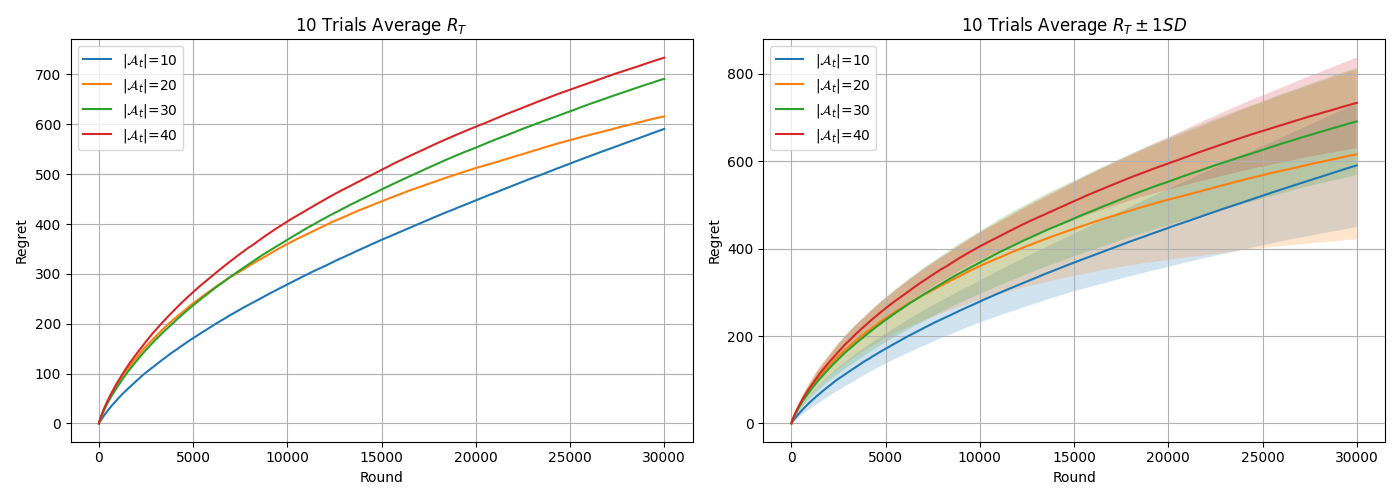 10 Trials Average $R_T$
|$\mathcal{A}_t$|=10
|$\mathcal{A}_t$|=20
|$\mathcal{A}_t$|=30
|$\mathcal{A}_t$|=40
700
600
500
400
300
200
100
0
Regret
0 5000 10000 15000 20000 25000 30000
Round
10 Trials Average $R_T \pm 1SD$
|$\mathcal{A}_t$|=10
|$\mathcal{A}_t$|=20
|$\mathcal{A}_t$|=30
|$\mathcal{A}_t$|=40
800
600
400
200
0
Regret
0 5000 10000 15000 20000 25000 30000
Round